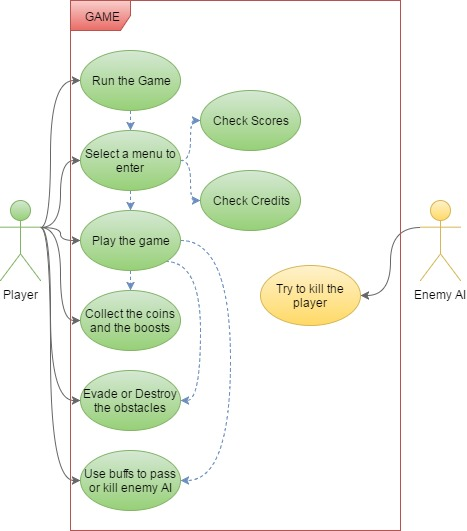 GAME
Run the Game
Check Scores
Select a menu to
enter
Check Credits
Play the game
Player
Enemy AI
Try to kill the
player
Collect the coins
and the boosts
Evade or Destroy
the obstacles
Use buffs to pass
or kill enemy AI